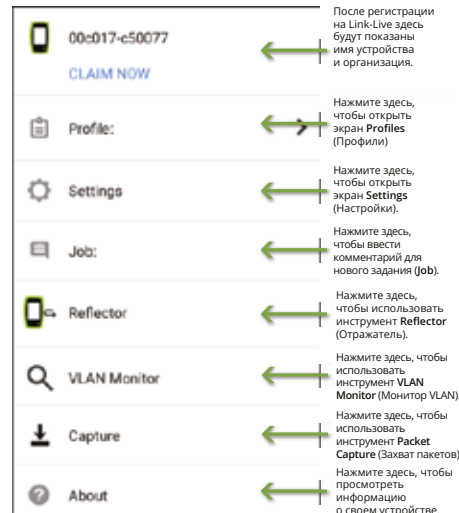 После регистрации
на Link-Live здесь
будут показаны
имя устройства
и организация.
00c017-c50077
CLAIM NOW
Нажмите здесь,
чтобы открыть
экран Profiles
(Профили)
Profile:
Нажмите здесь,
чтобы открыть
экран Settings
(Настройки).
Settings
Нажмите здесь,
чтобы ввести
комментарий для
нового задания (Job).
Job:
Нажмите здесь,
чтобы использовать
инструмент Reflector
(Отражатель).
Reflector
Нажмите здесь, чтобы
использовать
инструмент VLAN
Monitor (Монитор VLAN).
VLAN Monitor
Нажмите здесь, чтобы
использовать
инструмент Packet
Capture (Захват пакетов)
Capture
Нажмите здесь, чтобы
просмотреть
информацию
о своем устройстве
About